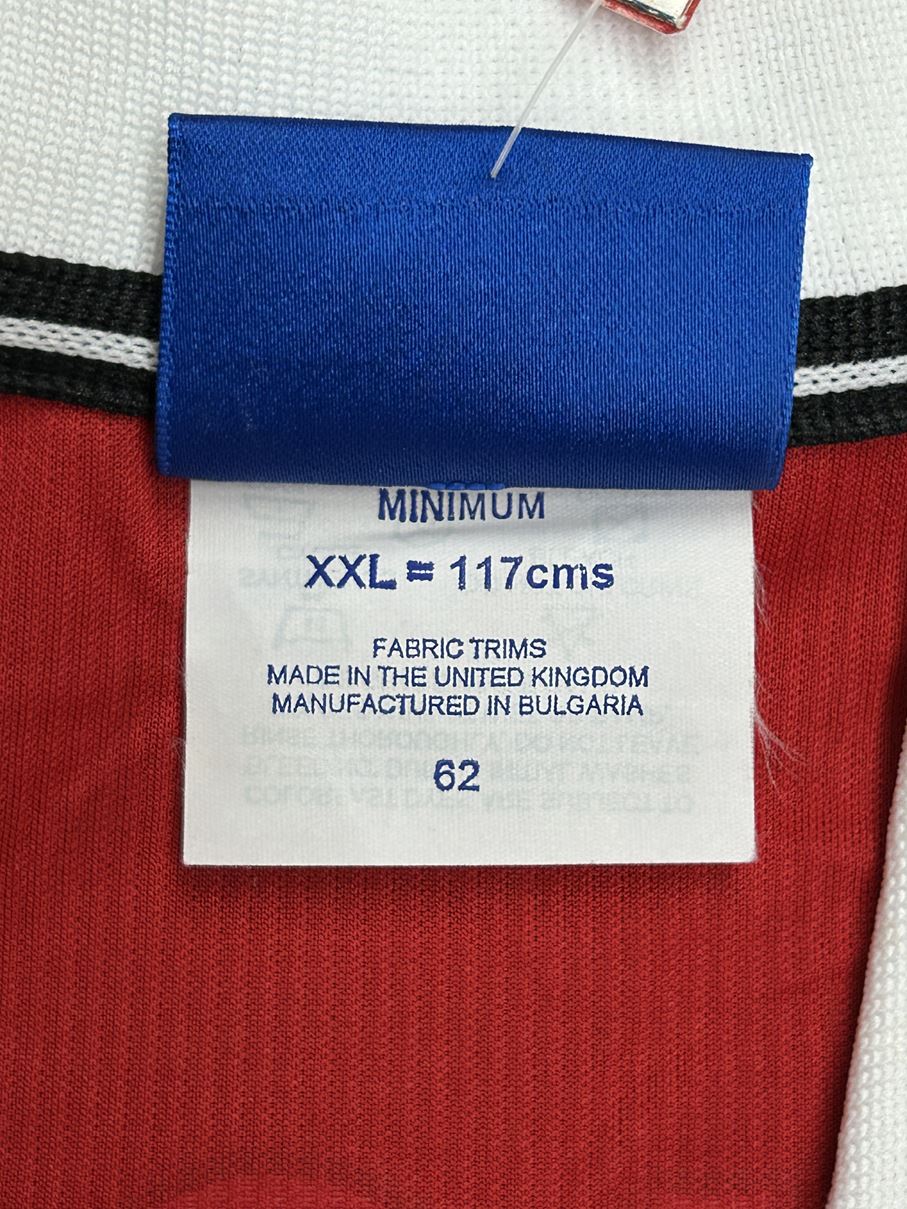 MINIMUM
XXL = 117cms
FABRIC TRIMS
MADE IN THE UNITED KINGDOM
MANUFACTURED IN BULGARIA
62